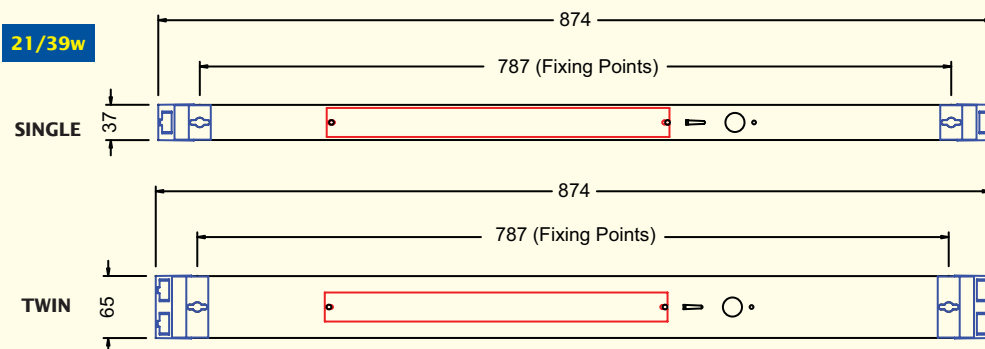 874
21/39w
787 (Fixing Points)
SINGLE
37
874
787 (Fixing Points)
TWIN
65